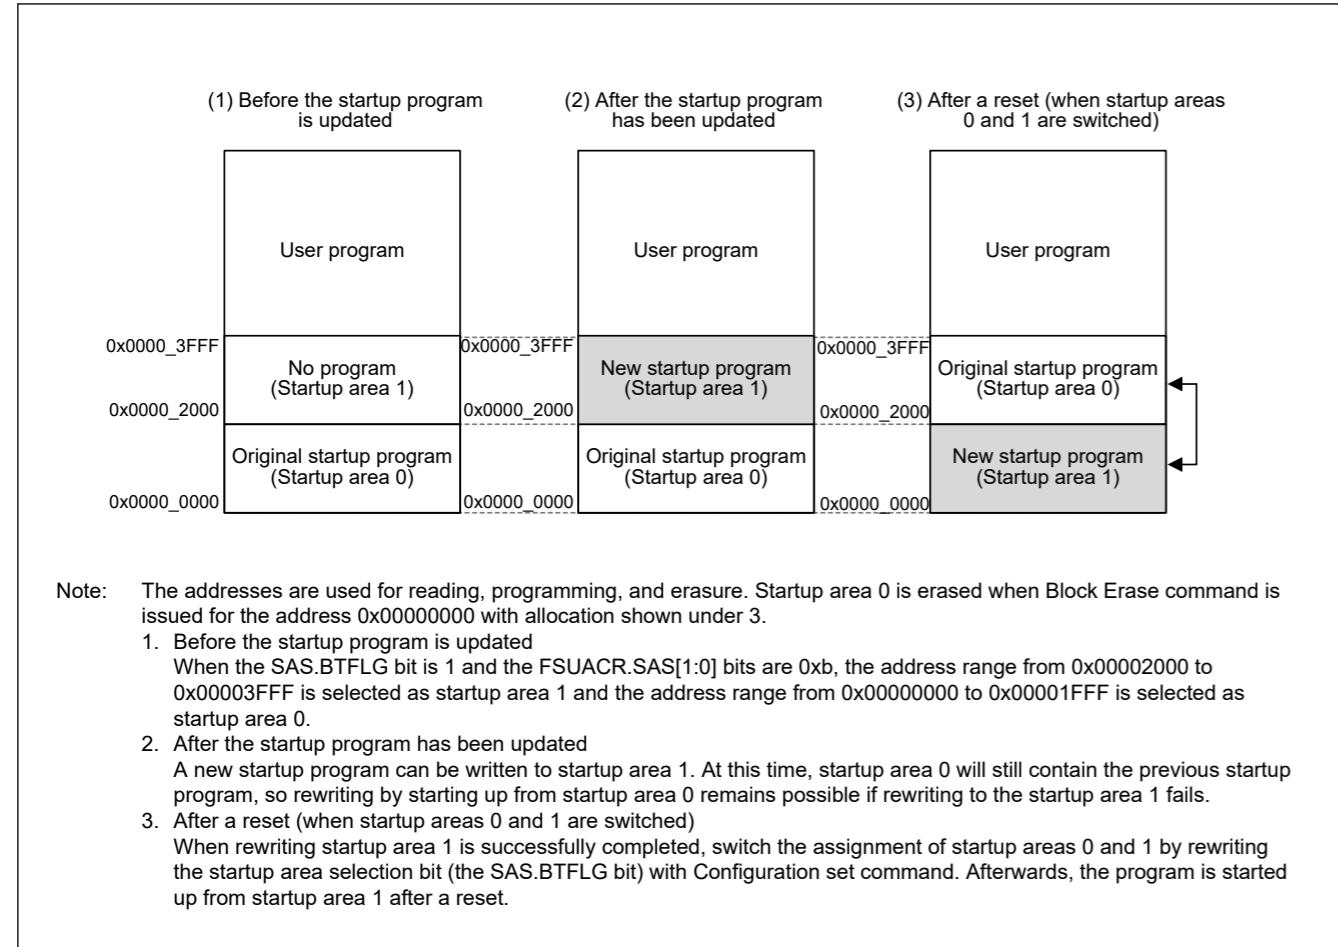 (1) Before the startup program
is updated
(2) After the startup program
has been updated
(3) After a reset (when startup areas
0 and 1 are switched)
User program
User program
User program
0x0000_3FFF
No program
(Startup area 1)
0x0000_3FFF
New startup program
(Startup area 1)
0x0000_3FFF
Original startup program
(Startup area 0)
0x0000_2000
0x0000_2000
0x0000_2000
Original startup program
(Startup area 0)
Original startup program
(Startup area 0)
New startup program
(Startup area 1)
0x0000_0000
0x0000_0000
0x0000_0000
Note: The addresses are used for reading, programming, and erasure. Startup area 0 is erased when Block Erase command is
issued for the address 0x00000000 with allocation shown under 3.
1. Before the startup program is updated
When the SAS.BTFLG bit is 1 and the FSUACR.SAS[1:0] bits are 0xb, the address range from 0x00002000 to
0x00003FFF is selected as startup area 1 and the address range from 0x00000000 to 0x00001FFF is selected as
startup area 0.
2. After the startup program has been updated
A new startup program can be written to startup area 1. At this time, startup area 0 will still contain the previous startup
program, so rewriting by starting up from startup area 0 remains possible if rewriting to the startup area 1 fails.
3. After a reset (when startup areas 0 and 1 are switched)
When rewriting startup area 1 is successfully completed, switch the assignment of startup areas 0 and 1 by rewriting
the startup area selection bit (the SAS.BTFLG bit) with Configuration set command. Afterwards, the program is started
up from startup area 1 after a reset.